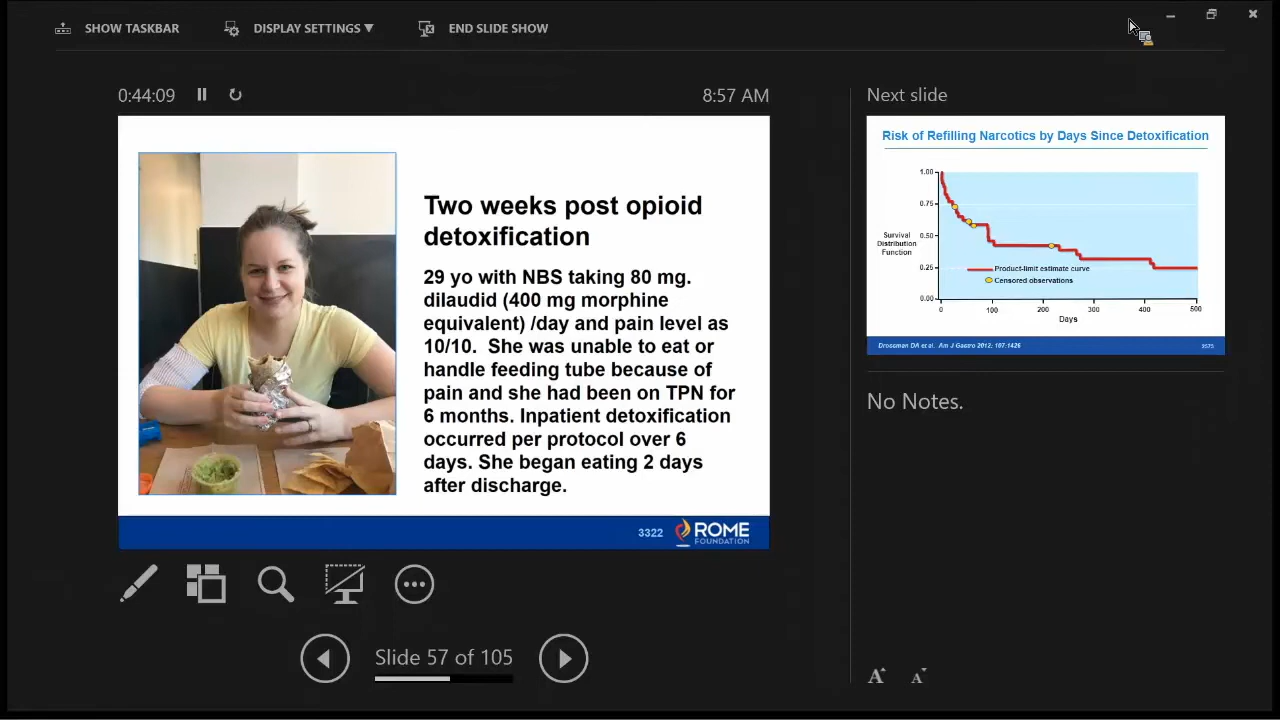 SHOW TASKBAR
DISPLAY SETTINGS ▼
END SLIDE SHOW
0:44:09
8:57 AM
Two weeks post opioid
detoxification
29 yo with NBS taking 80 mg.
dilaudid (400 mg morphine
equivalent) /day and pain level as
10/10. She was unable to eat or
handle feeding tube because of
pain and she had been on TPN for
6 months. Inpatient detoxification
occurred per protocol over 6
days. She began eating 2 days
after discharge.
3322
ROME
FOUNDATION
Slide 57 of 105
Next slide
Risk of Refilling Narcotics by Days Since Detoxification
1.00
0.75
0.50
0.25
0.00
Survival
Distribution
Function
Product-limit estimate curve
Censored observations
0 100 200 300 400 500
Days
Drossman DA et al. Am J Gastro 2012; 107:1426
No Notes.
A A